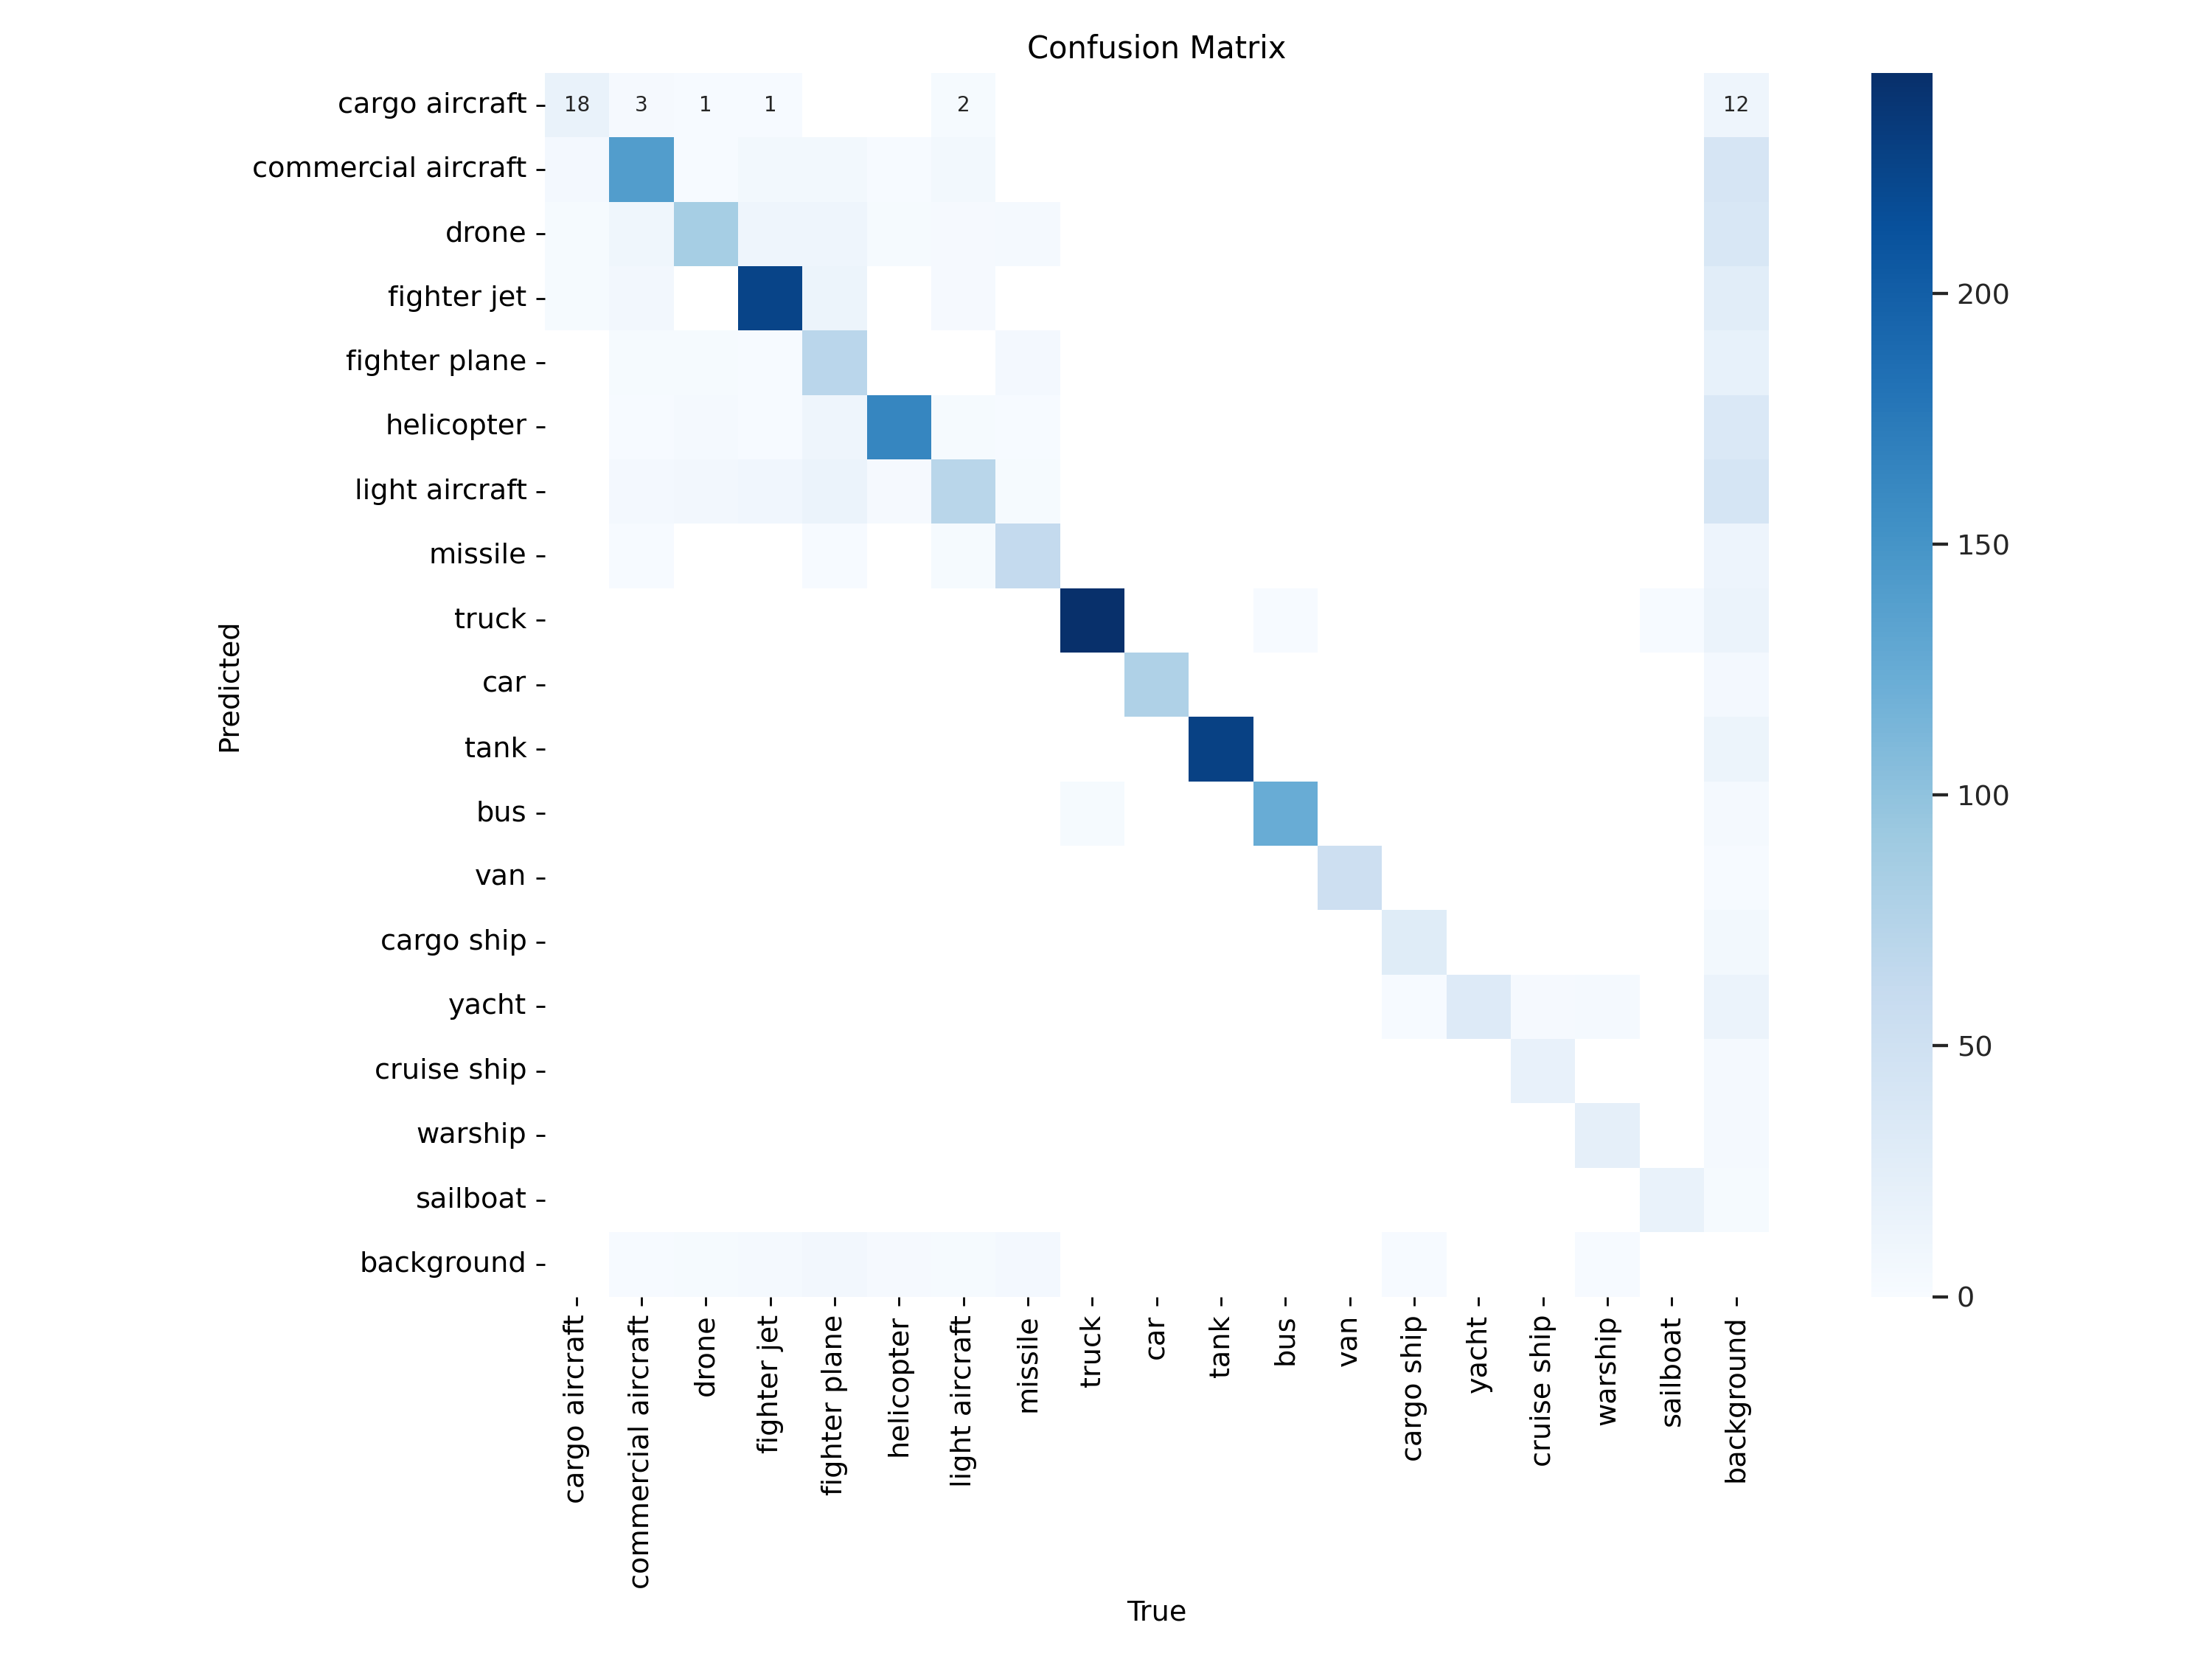 Confusion Matrix
cargo aircraft
18 3 1 1 2 12
commercial aircraft
drone
fighter jet
fighter plane
helicopter
light aircraft
missile
truck
car
tank
bus
van
cargo ship
yacht
cruise ship
warship
sailboat
background
Predicted
cargo aircraft
commercial aircraft
drone
fighter jet
fighter plane
helicopter
light aircraft
missile
truck
car
tank
bus
van
cargo ship
yacht
cruise ship
warship
sailboat
background
True
200
150
100
50
0